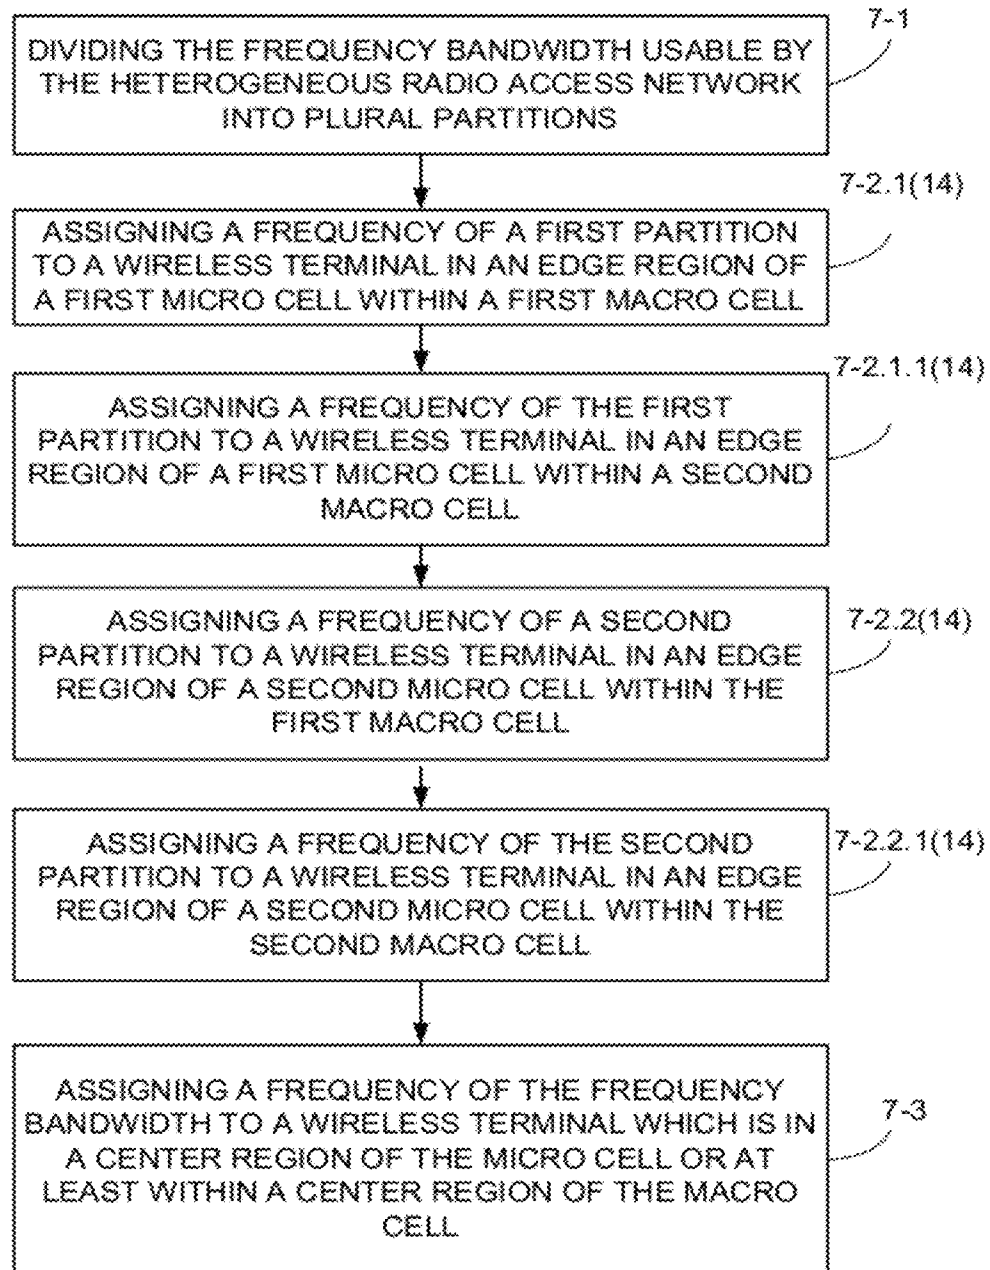 7-1
DIVIDING THE FREQUENCY BANDWIDTH USABLE BY
THE HETEROGENEOUS RADIO ACCESS NETWORK
INTO PLURAL PARTITIONS
7-2.1(14)
ASSIGNING A FREQUENCY OF A FIRST PARTITION
TO A WIRELESS TERMINAL IN AN EDGE REGION OF
A FIRST MICRO CELL WITHIN A FIRST MACRO CELL
7-2.1.1(14)
ASSIGNING A FREQUENCY OF THE FIRST
PARTITION TO A WIRELESS TERMINAL IN AN EDGE
REGION OF A FIRST MICRO CELL WITHIN A SECOND
MACRO CELL
7-2.2(14)
ASSIGNING A FREQUENCY OF A SECOND
PARTITION TO A WIRELESS TERMINAL IN AN EDGE
REGION OF A SECOND MICRO CELL WITHIN THE
FIRST MACRO CELL
7-2.2.1(14)
ASSIGNING A FREQUENCY OF THE SECOND
PARTITION TO A WIRELESS TERMINAL IN AN EDGE
REGION OF A SECOND MICRO CELL WITHIN THE
SECOND MACRO CELL
7-3
ASSIGNING A FREQUENCY OF THE FREQUENCY
BANDWIDTH TO A WIRELESS TERMINAL WHICH IS IN
A CENTER REGION OF THE MICRO CELL OR AT
LEAST WITHIN A CENTER REGION OF THE MACRO
CELL